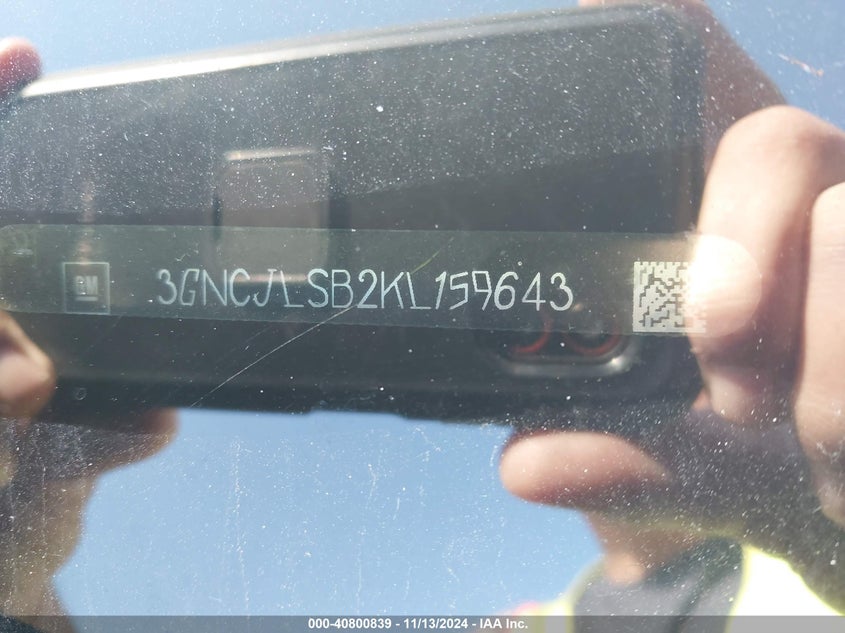 GM 3GNCJLSB2KL159643
000-40800839 - 11/13/2024 - IAA Inc.